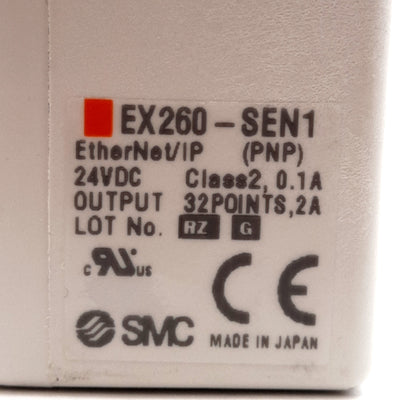 EX260-SEN1
EtherNet/IP (PNP)
24VDC Class2, 0.1A
OUTPUT 32POINTS,2A
LOT No. RZ G
c RU US CE
SMC MADE IN JAPAN